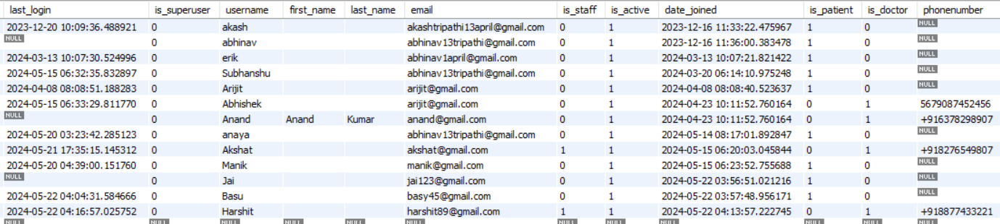 last_login is_superuser username first_name last_name email is_staff is_active date_joined is_patient is_doctor phonenumber
2023-12-20 10:09:36.488921 0 akash akashtripathi13april@gmail.com 0 1 2023-12-16 11:33:22.475967 1 0 NULL
NULL 0 abhinav abhinav13tripathi@gmail.com 0 1 2023-12-16 11:36:00.383478 1 0 NULL
2024-03-13 10:07:30.524996 0 erik abhinav1april@gmail.com 0 1 2024-03-13 10:07:21.821422 1 0 NULL
2024-05-15 06:32:35.832897 0 Subhanshu abhinav13tripathi@gmail.com 0 1 2024-03-20 06:14:10.975248 1 0 NULL
2024-04-08 08:08:51.188283 0 Arijit arijit@gmail.com 0 1 2024-04-08 08:08:40.523637 1 0 NULL
2024-05-15 06:33:29.811770 0 Abhishek arijit@gmail.com 0 1 2024-04-23 10:11:52.760164 0 1 5679087452456
NULL 0 Anand Anand Kumar anand@gmail.com 0 1 2024-04-23 10:11:52.760164 0 1 +916378298907
2024-05-20 03:23:42.285123 0 anaya abhinav13tripathi@gmail.com 0 1 2024-05-14 08:17:01.892847 1 0 NULL
2024-05-21 17:35:15.145312 0 Akshat akshat@gmail.com 1 1 2024-05-15 06:20:03.045844 0 1 +918276549807
2024-05-20 04:39:00.151760 0 Manik manik@gmail.com 0 1 2024-05-15 06:23:52.755688 1 0 NULL
NULL 0 Jai jai123@gmail.com 0 1 2024-05-22 03:56:51.021216 1 0 NULL
2024-05-22 04:04:31.584666 0 Basu basy45@gmail.com 0 1 2024-05-22 03:57:48.956171 1 0 NULL
2024-05-22 04:16:57.025752 0 Harshit harshit89@gmail.com 1 1 2024-05-22 04:13:57.222745 0 1 +918877433221
NULL NULL NULL NULL NULL NULL NULL NULL NULL NULL NULL NULL